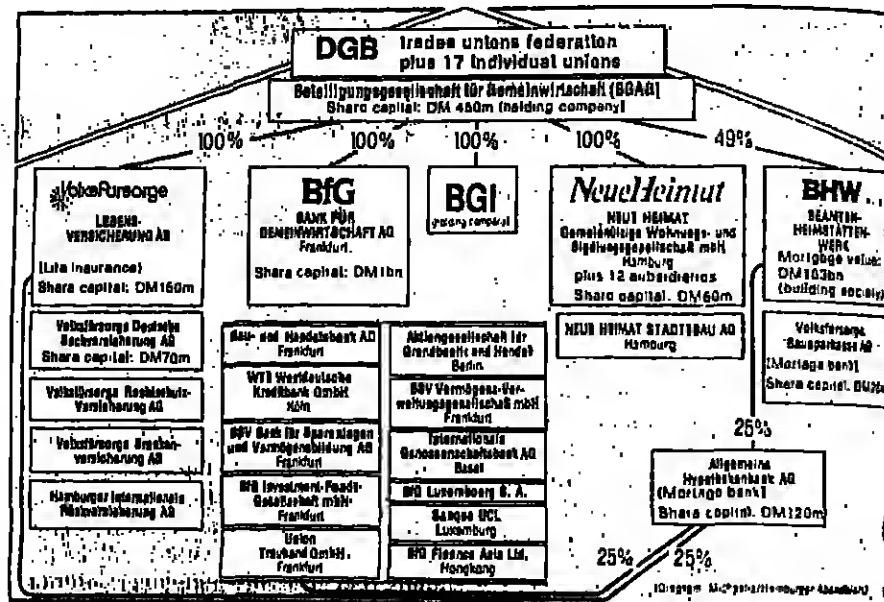 DGB trades unions federation
plus 17 individual unions
Beteiligungsgesellschaft für Gemeinwirtschaft (BGAG)
Share capital: DM 450m (holding company)
100%
100%
100%
100%
49%
Volksfürsorge
LEBENS-
VERSICHERUNG AG
(Life insurance)
Share capital: DM160m
Volksfürsorge Deutsche
Sachversicherung AG
Share capital: DM70m
Volksfürsorge Rechtsschutz-
Versicherung AG
Volksfürsorge
versicherung AG
Hamburger Internationale
Rückversicherung AG
BfG
BANK FÜR
GEMEINWIRTSCHAFT AG
Frankfurt.
Share capital: DM1bn
Bau- und Handelsbank AG
Frankfurt
WTB Westdeutsche
Kreditbank GmbH
Köln
BSV Bank für Sparanlagen
und Vermögensbildung AG
Frankfurt
BfG Investment-Fonds-
Gesellschaft mbH
Frankfurt
Union
Treuhand GmbH
Frankfurt
Aktiengesellschaft für
Grundbesitz und Handel
Berlin
BSV Vermögens-Ver-
waltungsgesellschaft mbH
Frankfurt
Internationale
Genossenschaftsbank AG
Basel
BfG Luxembourg S. A.
Banque UCL
Luxemburg
BfG Finance Asia Ltd.
Hongkong
BGI
(holding company)
Neue Heimat
NEUE HEIMAT
Gemeinnützige Wohnungs- und
Siedlungsgesellschaft mbH
Hamburg
plus 12 subsidiaries
Share capital. DM60m
NEUE HEIMAT STÄDTEBAU AG
Hamburg
BHW
BEAMTEN-
HEIMSTÄTTEN-
WERK
Mortgage value:
DM103bn
(building society)
Volksfürsorge
Bausparkasse AG
(Mortage bank)
Share capital.
25%
Allgemeine
Hypothekenbank AG
(Mortage bank)
Share capital. DM120m
25%
25%